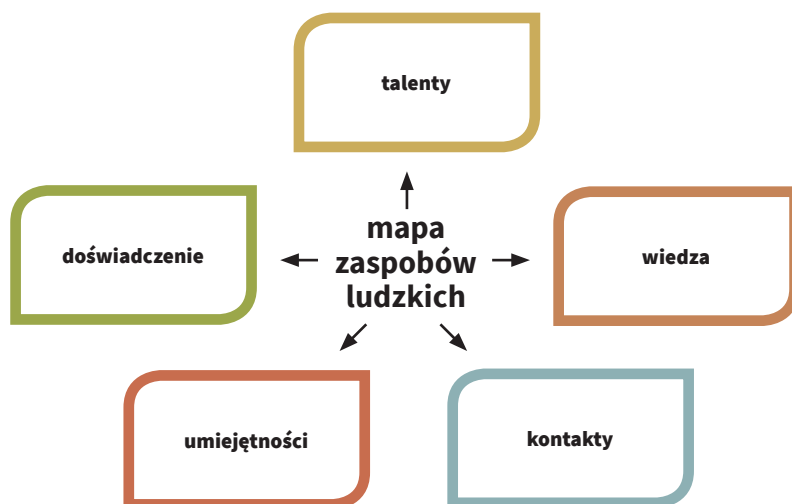 talenty
doświadczenie
mapa
zaspobów
ludzkich
wiedza
umiejętności
kontakty